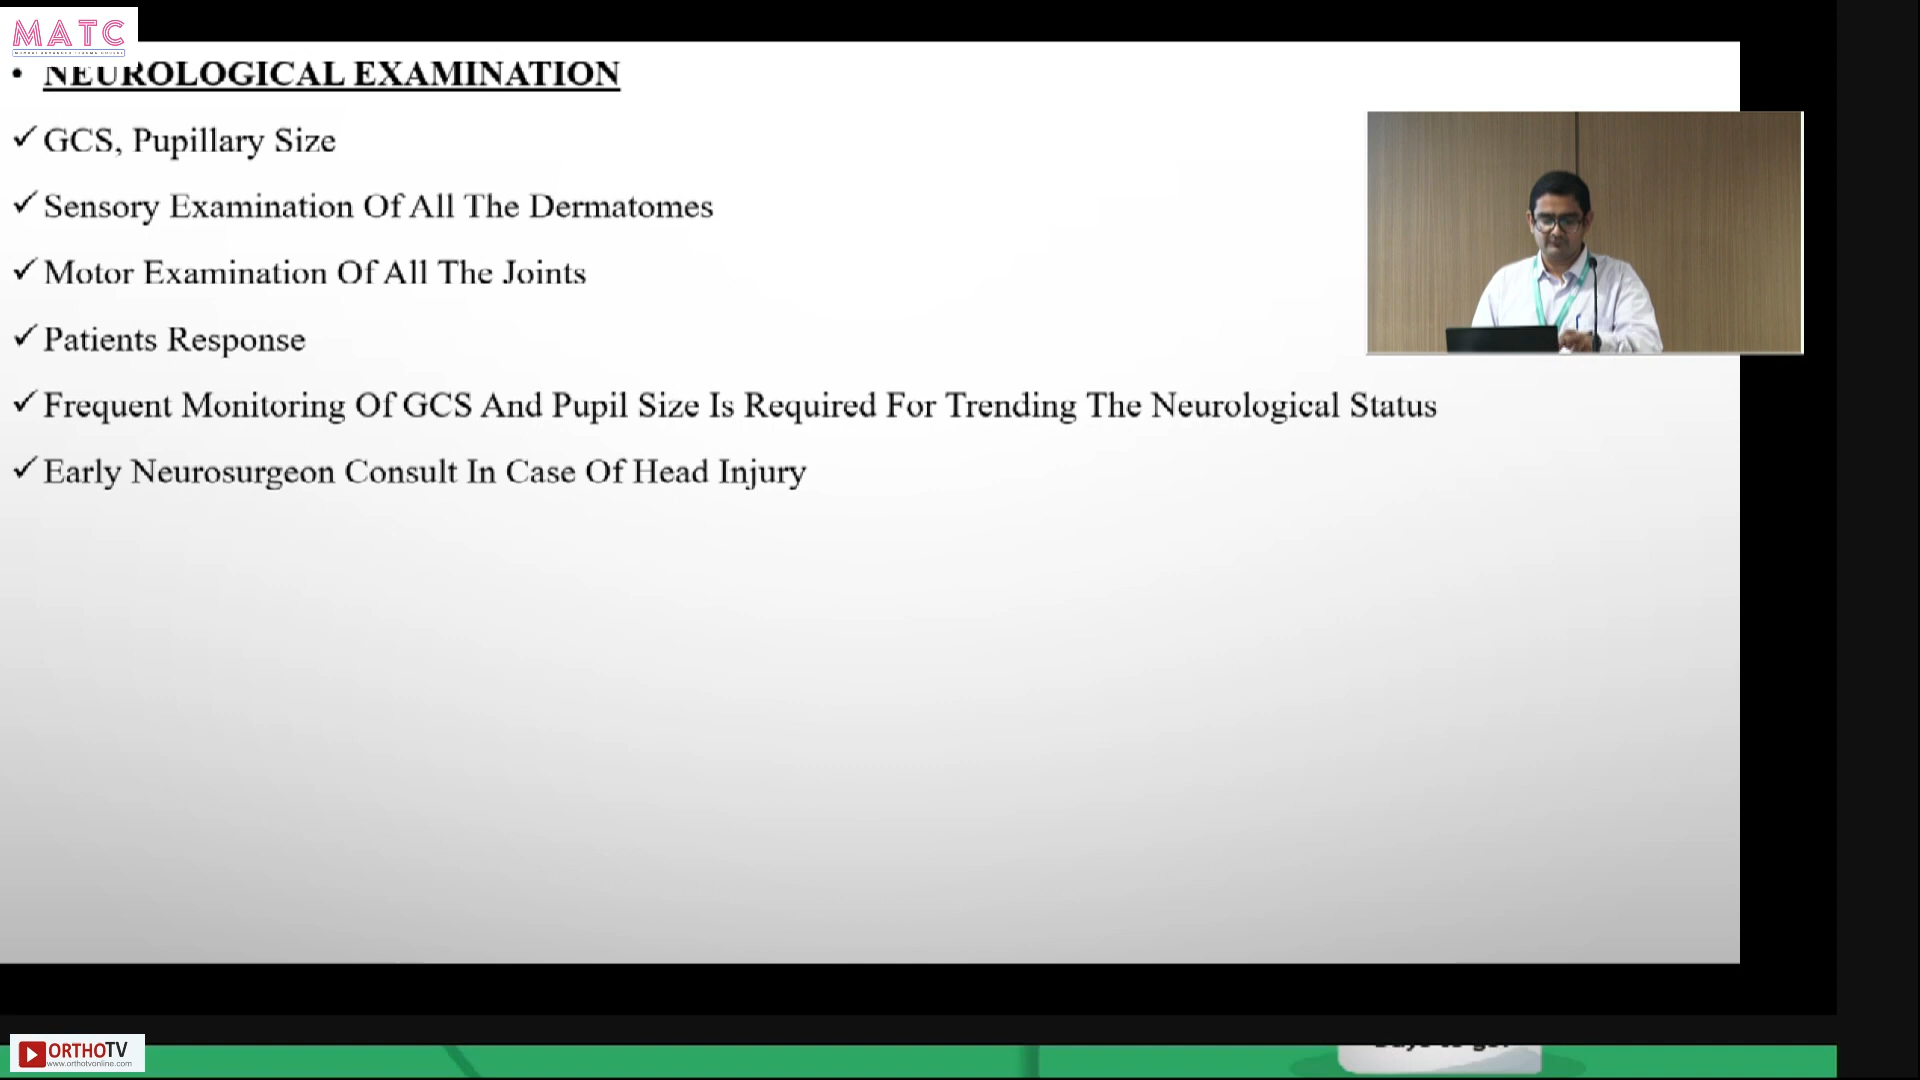 MATC
• NEUROLOGICAL EXAMINATION
✓ GCS, Pupillary Size
✓ Sensory Examination Of All The Dermatomes
✓ Motor Examination Of All The Joints
✓ Patients Response
✓ Frequent Monitoring Of GCS And Pupil Size Is Required For Trending The Neurological Status
✓ Early Neurosurgeon Consult In Case Of Head Injury
ORTHOTV
www.orthotvonline.com